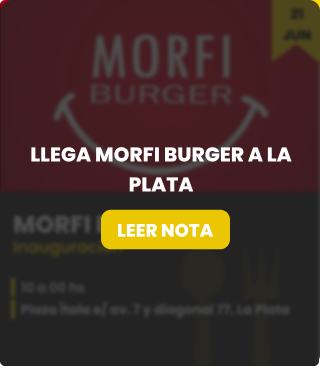 21
JUN
MORFI
BURGER
LLEGA MORFI BURGER A LA
PLATA
MORFI
LEER NOTA
Inauguración
10 a 00 hs
Plaza Italia e/ av. 7 y diagonal 77, La Plata